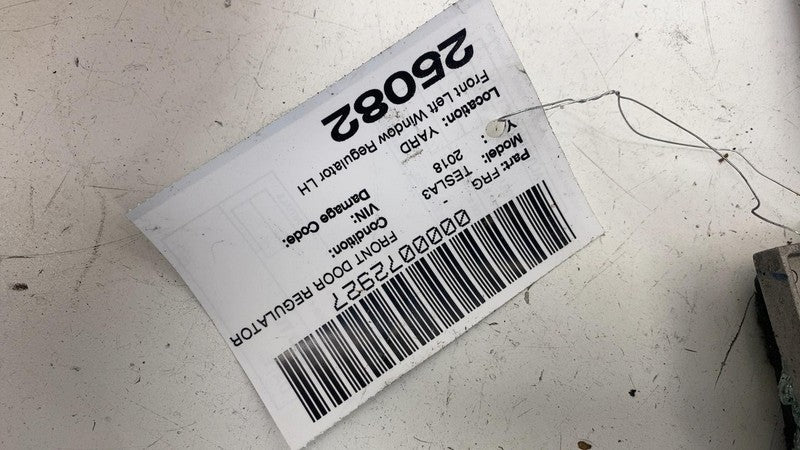 0000072927
Part: FRG FRONT DOOR REGULATOR
Model: TESLA3 Condition:
Y: 2018 VIN:
Location: YARD Damage Code:
Front Left Window Regulator LH
25082